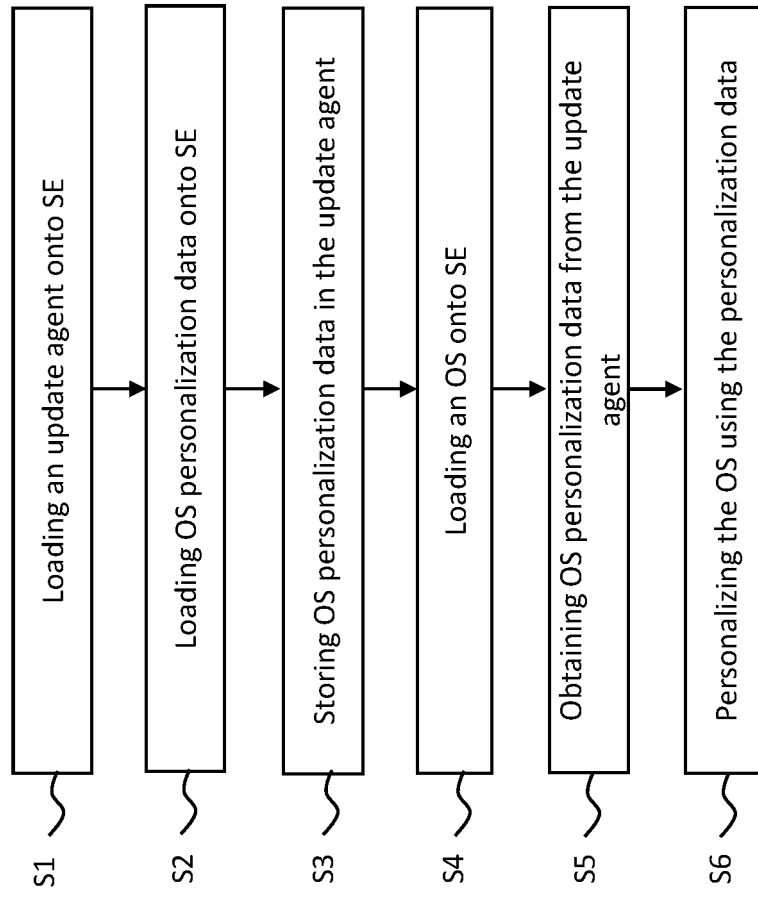 S1
Loading an update agent onto SE
S2
Loading OS personalization data onto SE
S3
Storing OS personalization data in the update agent
S4
Loading an OS onto SE
S5
Obtaining OS personalization data from the update
agent
S6
Personalizing the OS using the personalization data